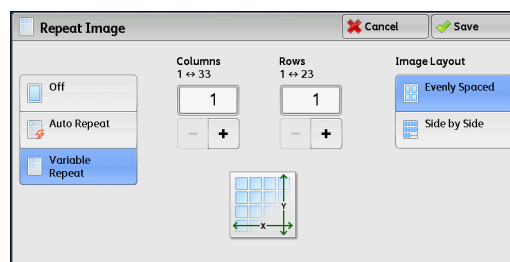 Repeat Image
Cancel
Save
Columns
1 ↔ 33
Rows
1 ↔ 23
Image Layout
Off
Auto Repeat
Variable
Repeat
1
1
− +
− +
Evenly Spaced
Side by Side
Y
X